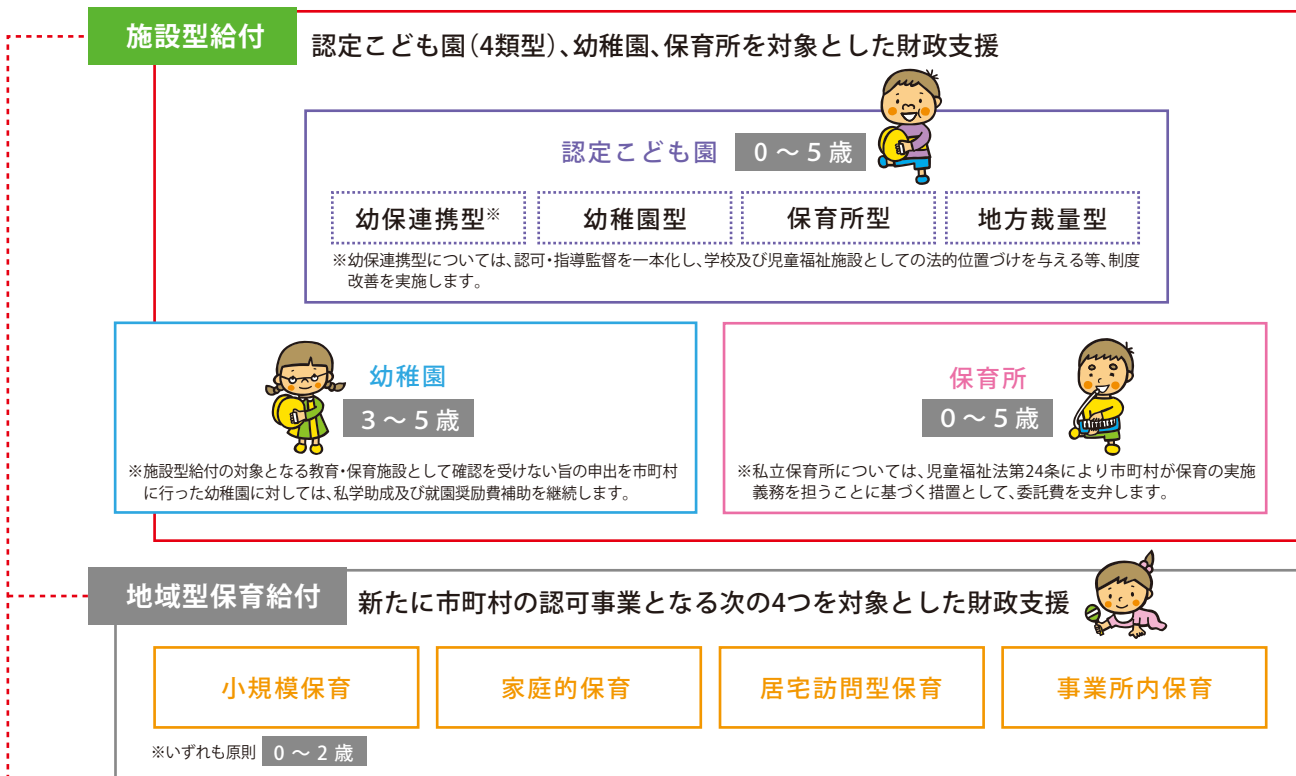 施設型給付
認定こども園(4類型)、幼稚園、保育所を対象とした財政支援
認定こども園 0～5歳
幼保連携型※ 幼稚園型 保育所型 地方裁量型
※幼保連携型については、認可・指導監督を一本化し、学校及び児童福祉施設としての法的位置づけを与える等、制度
改善を実施します。
幼稚園
3～5歳
※施設型給付の対象となる教育・保育施設として確認を受けない旨の申出を市町村
に行った幼稚園に対しては、私学助成及び就園奨励費補助を継続します。
保育所
0～5歳
※私立保育所については、児童福祉法第24条により市町村が保育の実施
義務を担うことに基づく措置として、委託費を支弁します。
地域型保育給付
新たに市町村の認可事業となる次の4つを対象とした財政支援
小規模保育 家庭的保育 居宅訪問型保育 事業所内保育
※いずれも原則 0～2歳